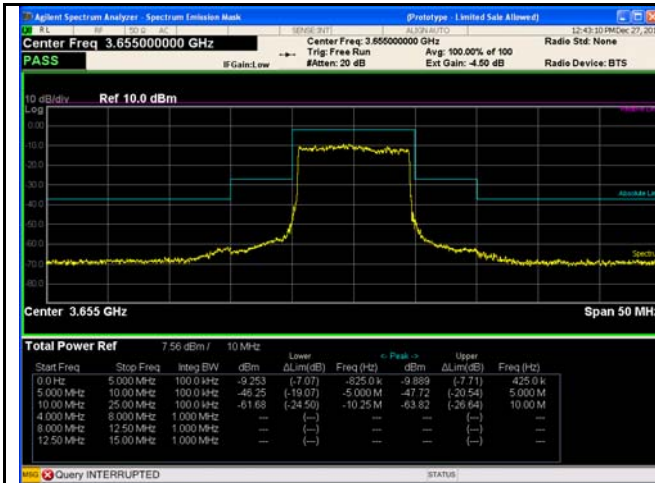 Agilent Spectrum Analyzer - Spectrum Emission Mask (Prototype - Limited Sale Allowed)
RL RF 50 Ω AC SENSE:INT ALIGN AUTO 12:43:10 PM Dec 27, 201
Center Freq 3.655000000 GHz Center Freq: 3.655000000 GHz Radio Std: None
PASS Trig: Free Run Avg: 100.00% of 100
IFGain:Low #Atten: 20 dB Ext Gain: -4.50 dB Radio Device: BTS
10 dB/div Ref 10.0 dBm
Log
0.00
-10.0
-20.0
-30.0
Absolute Lim
-40.0
-50.0
Spectru
-60.0
-70.0
-80.0
Center 3.655 GHz Span 50 MHz
Total Power Ref 7.56 dBm / 10 MHz
Lower <- Peak -> Upper
Start Freq Stop Freq Integ BW dBm ΔLim(dB) Freq (Hz) dBm ΔLim(dB) Freq (Hz)
0.0 Hz 5.000 MHz 100.0 kHz -9.253 (-7.07) -825.0 k -9.889 (-7.71) 425.0 k
5.000 MHz 10.00 MHz 100.0 kHz -46.25 (-19.07) -5.000 M -47.72 (-20.54) 5.000 M
10.00 MHz 25.00 MHz 100.0 kHz -61.68 (-24.50) -10.25 M -63.82 (-26.64) 10.00 M
4.000 MHz 8.000 MHz 1.000 MHz --- (---) --- --- (---) ---
8.000 MHz 12.50 MHz 1.000 MHz --- (---) --- --- (---) ---
12.50 MHz 15.00 MHz 1.000 MHz --- (---) --- --- (---) ---
MSG Query INTERRUPTED STATUS